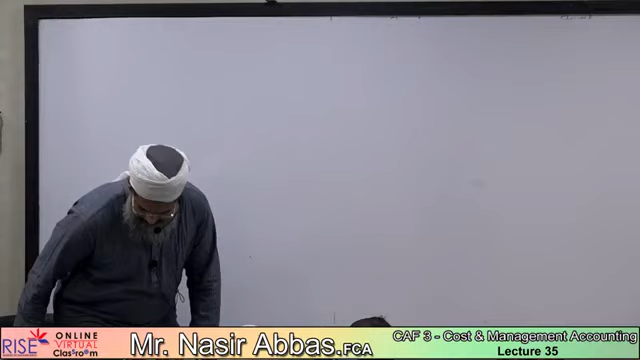 RISE ONLINE
VIRTUAL
Classroom
Mr. Nasir Abbas.FCA
CAF 3 - Cost & Management Accounting
Lecture 35